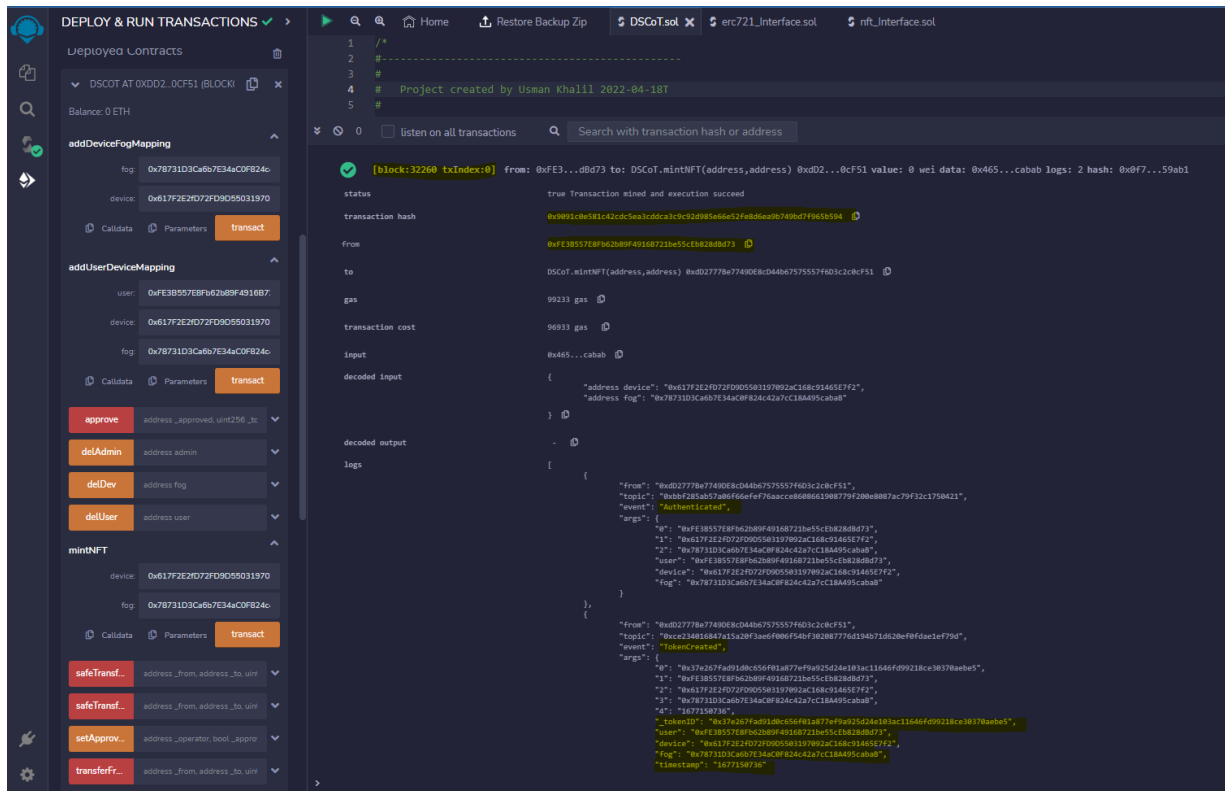 DEPLOY & RUN TRANSACTIONS
Home
Restore Backup Zip
DSCoT.sol
erc721_Interface.sol
nft_Interface.sol
Deployed Contracts
DSCOT AT 0XDD2...0CF51 (BLOCK
Balance: 0 ETH
addDeviceFogMapping
fog: 0x78731D3Ca6b7E34aC0F824c
device: 0x617F2E2fD72FD9D55031970
Calldata Parameters transact
addUserDeviceMapping
user: 0xFE3B557E8Fb62b89F4916B7
device: 0x617F2E2fD72FD9D55031970
fog: 0x78731D3Ca6b7E34aC0F824c
Calldata Parameters transact
approve address _approved, uint256 _tc
delAdmin address admin
delDev address fog
delUser address user
mintNFT
device: 0x617F2E2fD72FD9D55031970
fog: 0x78731D3Ca6b7E34aC0F824c
Calldata Parameters transact
safeTransf... address _from, address _to, uint
safeTransf... address _from, address _to, uint
setApprov... address _operator, bool _appro
transferFr... address _from, address _to, uint
1 /*
2 #------------------------------------------------
3 #
4 # Project created by Usman Khalil 2022-04-18T
5 #
0 listen on all transactions Search with transaction hash or address
[block:32260 txIndex:0] from: 0xFE3...d8d73 to: DSCoT.mintNFT(address,address) 0xdD2...0cF51 value: 0 wei data: 0x465...cabab logs: 2 hash: 0x0f7...59ab1
status true Transaction mined and execution succeed
transaction hash 0x9091c0e581c42cdc5ea3cddca3c9c92d985e66e52fe8d6ea9b749bd7f965b594
from 0xFE3B557E8Fb62b89F4916B721be55cEb828d8d73
to DSCoT.mintNFT(address,address) 0xdD27778e7749DE8cD44b67575557f6D3c2c0cF51
gas 99233 gas
transaction cost 96933 gas
input 0x465...cabab
decoded input {
"address device": "0x617F2E2fD72FD9D5503197092aC168c91465E7f2",
"address fog": "0x78731D3Ca6b7E34aC0F824c42a7cC18A495cabaB"
}
decoded output -
logs [
{
"from": "0xdD27778e7749DE8cD44b67575557f6D3c2c0cF51",
"topic": "0xbbf285ab57a06f66efef76aacce8608661908779f200e8087ac79f32c1750421",
"event": "Authenticated",
"args": {
"0": "0xFE3B557E8Fb62b89F4916B721be55cEb828d8d73",
"1": "0x617F2E2fD72FD9D5503197092aC168c91465E7f2",
"2": "0x78731D3Ca6b7E34aC0F824c42a7cC18A495cabaB",
"user": "0xFE3B557E8Fb62b89F4916B721be55cEb828d8d73",
"device": "0x617F2E2fD72FD9D5503197092aC168c91465E7f2",
"fog": "0x78731D3Ca6b7E34aC0F824c42a7cC18A495cabaB"
}
},
{
"from": "0xdD27778e7749DE8cD44b67575557f6D3c2c0cF51",
"topic": "0xce234016847a15a20f3ae6f006f54bf302087776d194b71d620ef0fdae1ef79d",
"event": "TokenCreated",
"args": {
"0": "0x37e267fad91d0c656f01a877ef9a925d24e103ac11646fd99218ce30370aebe5",
"1": "0xFE3B557E8Fb62b89F4916B721be55cEb828d8d73",
"2": "0x617F2E2fD72FD9D5503197092aC168c91465E7f2",
"3": "0x78731D3Ca6b7E34aC0F824c42a7cC18A495cabaB",
"4": "1677150736",
"_tokenID": "0x37e267fad91d0c656f01a877ef9a925d24e103ac11646fd99218ce30370aebe5",
"user": "0xFE3B557E8Fb62b89F4916B721be55cEb828d8d73",
"device": "0x617F2E2fD72FD9D5503197092aC168c91465E7f2",
"fog": "0x78731D3Ca6b7E34aC0F824c42a7cC18A495cabaB",
"timestamp": "1677150736"